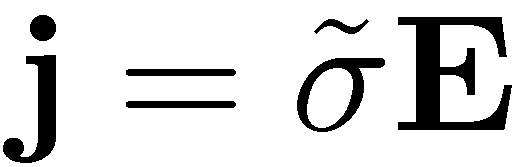 𝐣 = σ̃𝐄